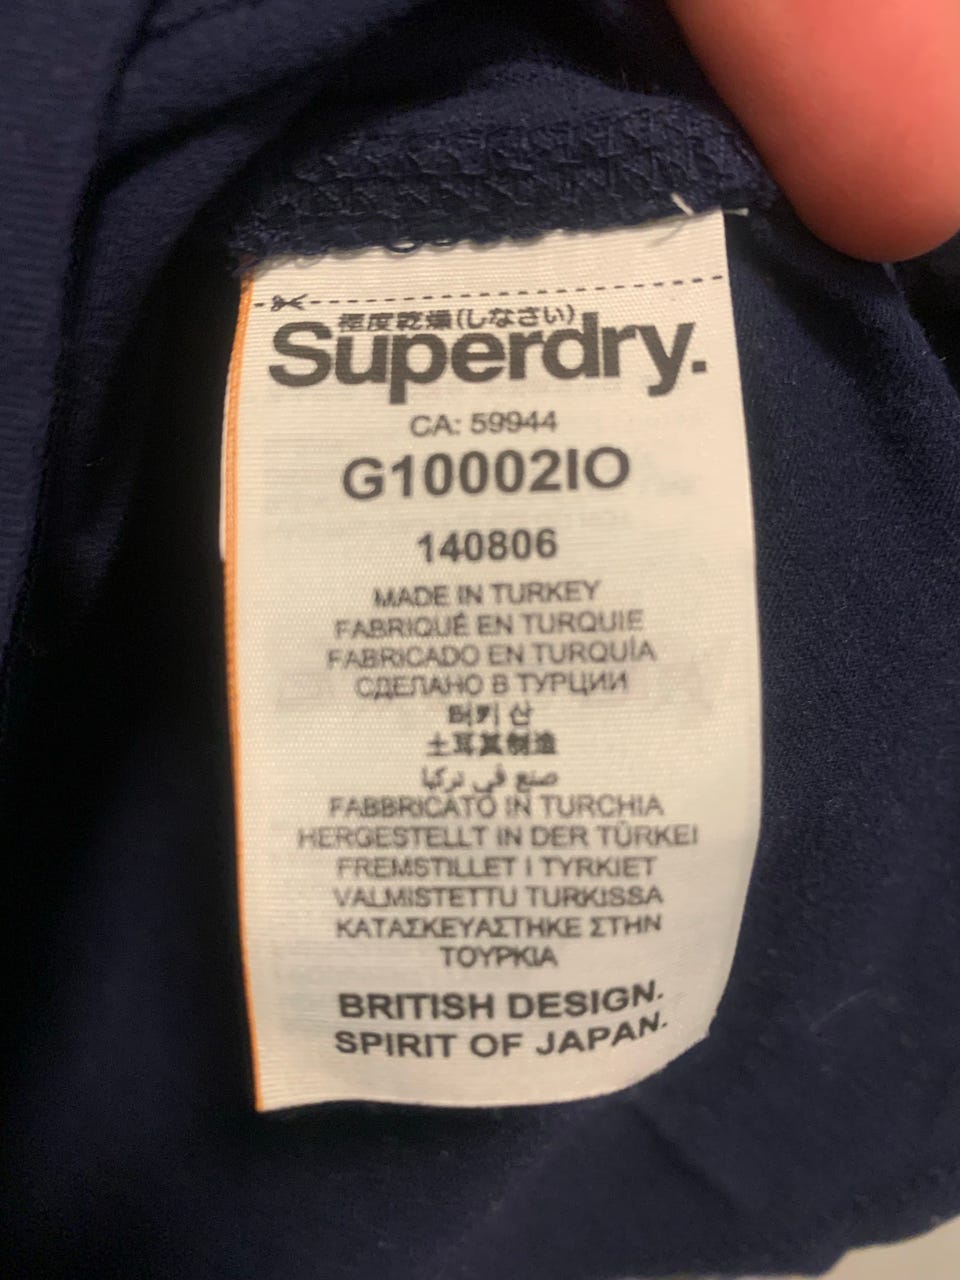 極度乾燥(しなさい)
Superdry.
CA: 59944
G10002IO
140806
MADE IN TURKEY
FABRIQUÉ EN TURQUIE
FABRICADO EN TURQUÍA
СДЕЛАНО В ТУРЦИИ
터키 산
土耳其制造
صنع في تركيا
FABBRICATO IN TURCHIA
HERGESTELLT IN DER TÜRKEI
FREMSTILLET I TYRKIET
VALMISTETTU TURKISSA
ΚΑΤΑΣΚΕΥΑΣΤΗΚΕ ΣΤΗΝ
ΤΟΥΡΚΙΑ
BRITISH DESIGN.
SPIRIT OF JAPAN.